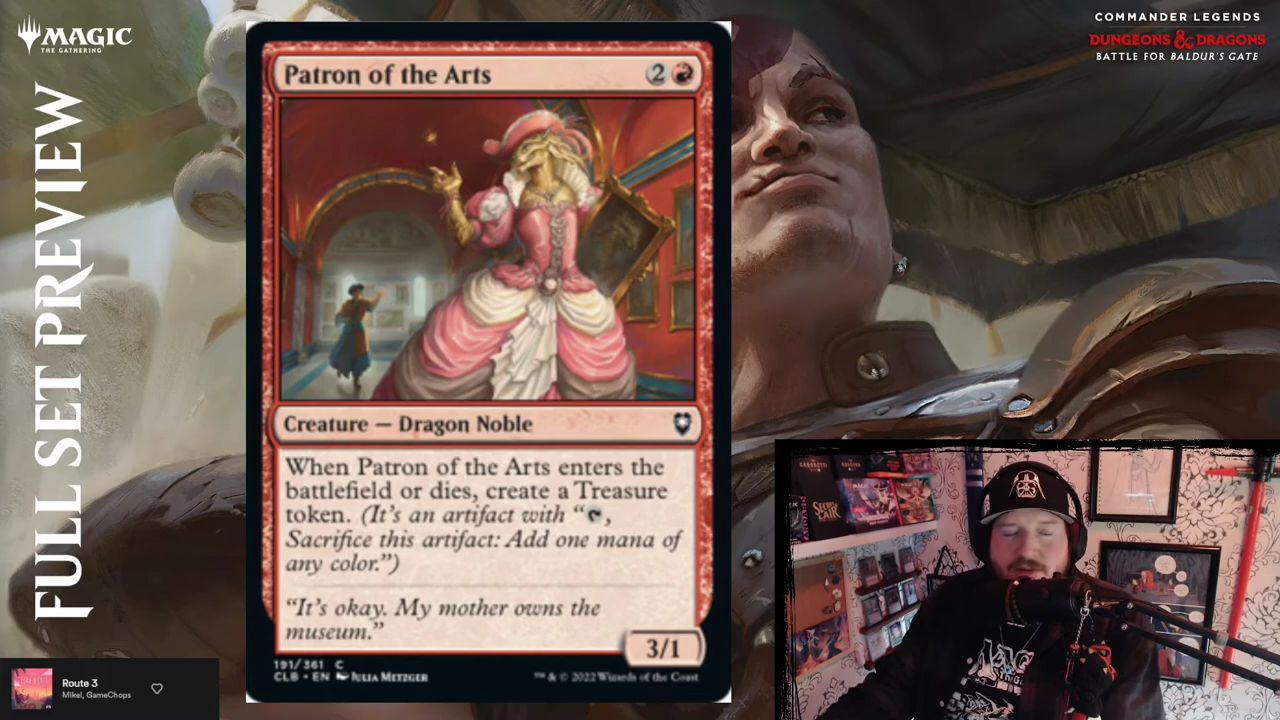 MAGIC
THE GATHERING
FULL SET PREVIEW
Patron of the Arts 2
Creature — Dragon Noble
When Patron of the Arts enters the
battlefield or dies, create a Treasure
token. (It's an artifact with “,
Sacrifice this artifact: Add one mana of
any color.”)
“It's okay. My mother owns the
museum.”
3/1
191/361 C
CLB • EN JULIA METZGER
™ & © 2022 Wizards of the Coast
COMMANDER LEGENDS
DUNGEONS & DRAGONS
BATTLE FOR BALDUR'S GATE
Route 3
Mikel, GameChops
SECRET
LAIR